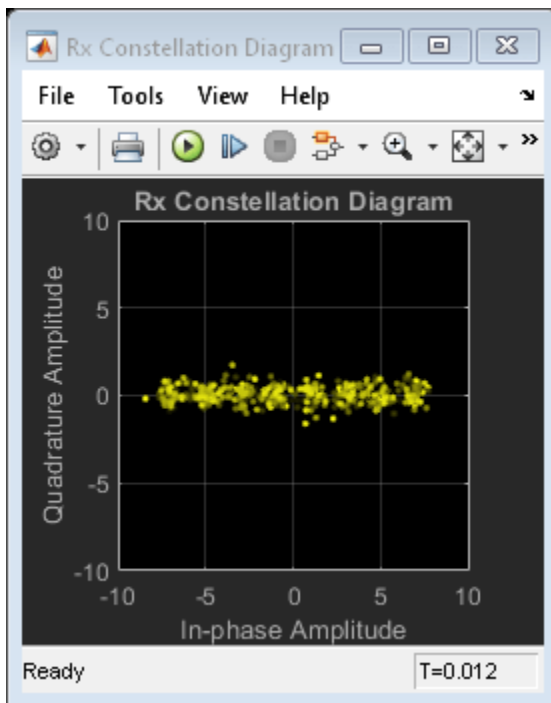 Rx Constellation Diagram
File Tools View Help
Rx Constellation Diagram
10
5
0
-5
-10
Quadrature Amplitude
-10 -5 0 5 10
In-phase Amplitude
Ready T=0.012